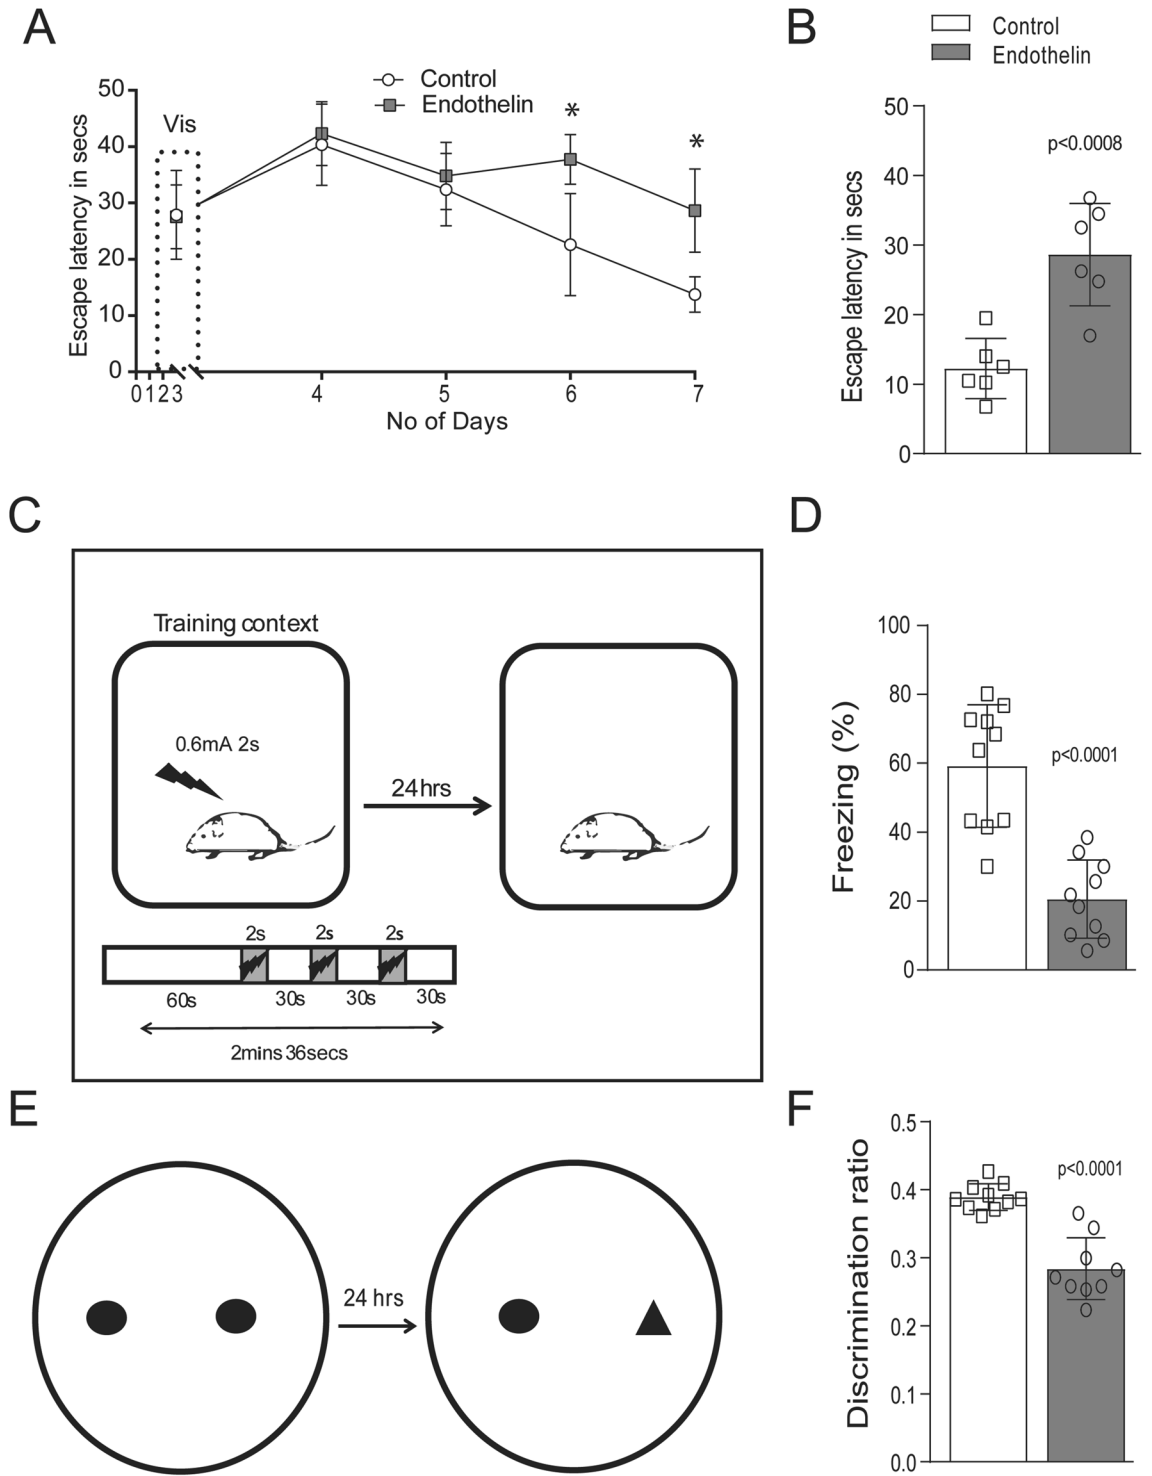 A
Control
Endothelin
Vis
*
*
Escape latency in secs
50
40
30
20
10
0
0 1 2 3 4 5 6 7
No of Days
B
Control
Endothelin
p<0.0008
Escape latency in secs
50
40
30
20
10
0
C
Training context
0.6mA 2s
24hrs
2s 2s 2s
60s 30s 30s 30s
2mins 36secs
D
p<0.0001
Freezing (%)
100
80
60
40
20
0
E
24 hrs
F
p<0.0001
Discrimination ratio
0.5
0.4
0.3
0.2
0.1
0.0